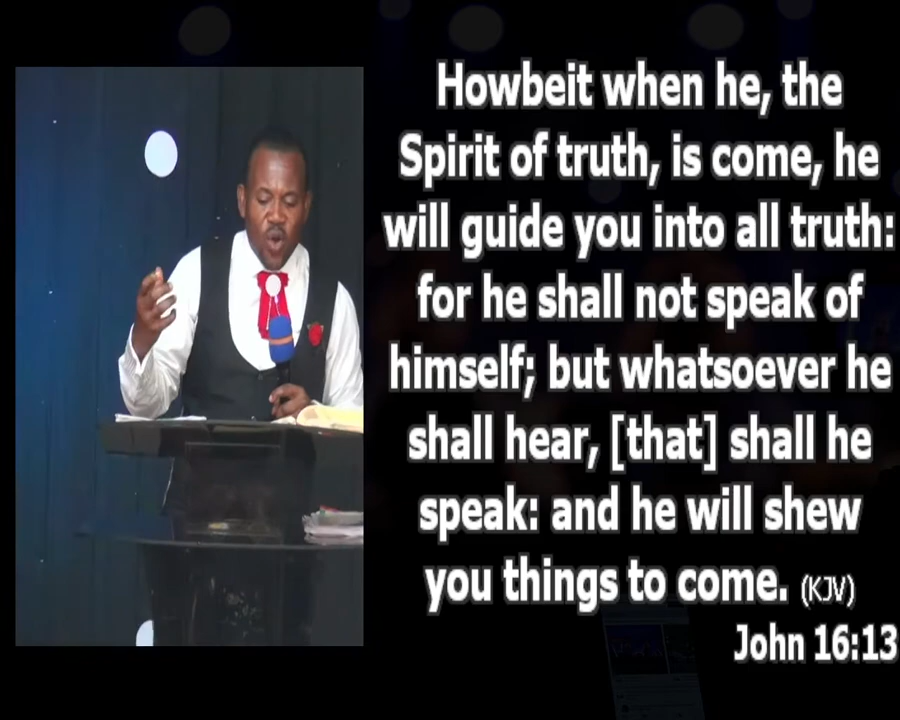 Howbeit when he, the
Spirit of truth, is come, he
will guide you into all truth:
for he shall not speak of
himself; but whatsoever he
shall hear, [that] shall he
speak: and he will shew
you things to come. (KJV)
John 16:13